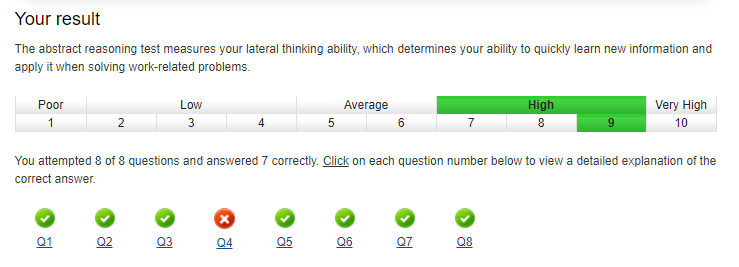 Your result
The abstract reasoning test measures your lateral thinking ability, which determines your ability to quickly learn new information and
apply it when solving work-related problems.
Poor Low Average High Very High
1 2 3 4 5 6 7 8 9 10
You attempted 8 of 8 questions and answered 7 correctly. Click on each question number below to view a detailed explanation of the
correct answer.
Q1 Q2 Q3 Q4 Q5 Q6 Q7 Q8